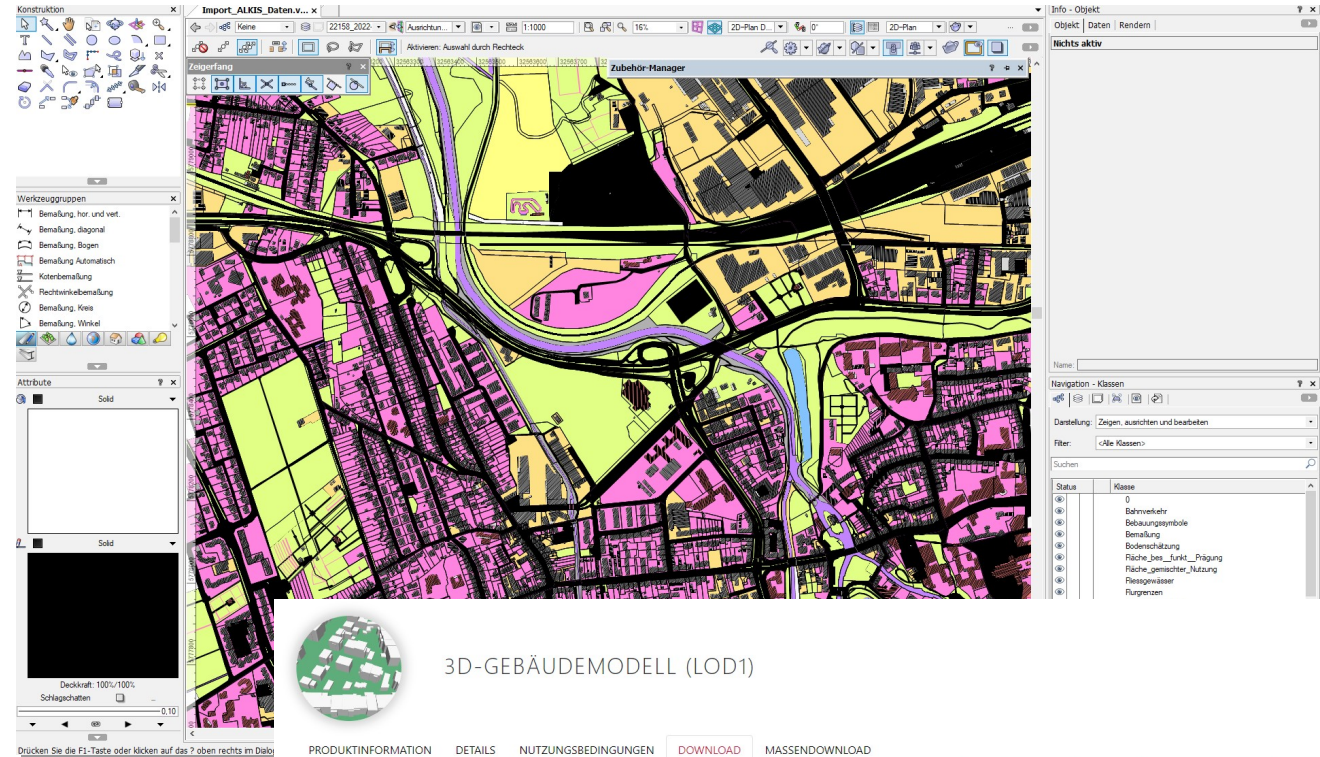 Konstruktion
Import_ALKIS_Daten.v... x
Info - Objekt
Keine
22158_2022-
Ausrichtun...
1:1000
16%
2D-Plan D...
0°
2D-Plan
Objekt
Daten
Rendern
Aktivieren: Auswahl durch Rechteck
Nichts aktiv
Zeigerfang
Zubehör-Manager
Werkzeuggruppen
Bemaßung, hor. und vert.
Bemaßung, diagonal
Bemaßung, Bogen
Bemaßung Automatisch
Kotenbemaßung
Rechtwinkelbemaßung
Bemaßung, Kreis
Bemaßung, Winkel
Name:
Attribute
Solid
Navigation - Klassen
Darstellung: Zeigen, ausrichten und bearbeiten
Filter: <Alle Klassen>
Suchen
Status
Klasse
0
Bahnverkehr
Bebauungssymbole
Bemaßung
Bodenschätzung
Fläche_bes__funkt__Prägung
Fläche_gemischter_Nutzung
Fliessgewässer
Flurgrenzen
Solid
Deckkraft: 100%/100%
Schlagschatten
0,10
Drücken Sie die F1-Taste oder klicken auf das ? oben rechts im Dialog
3D-GEBÄUDEMODELL (LOD1)
PRODUKTINFORMATION
DETAILS
NUTZUNGSBEDINGUNGEN
DOWNLOAD
MASSENDOWNLOAD